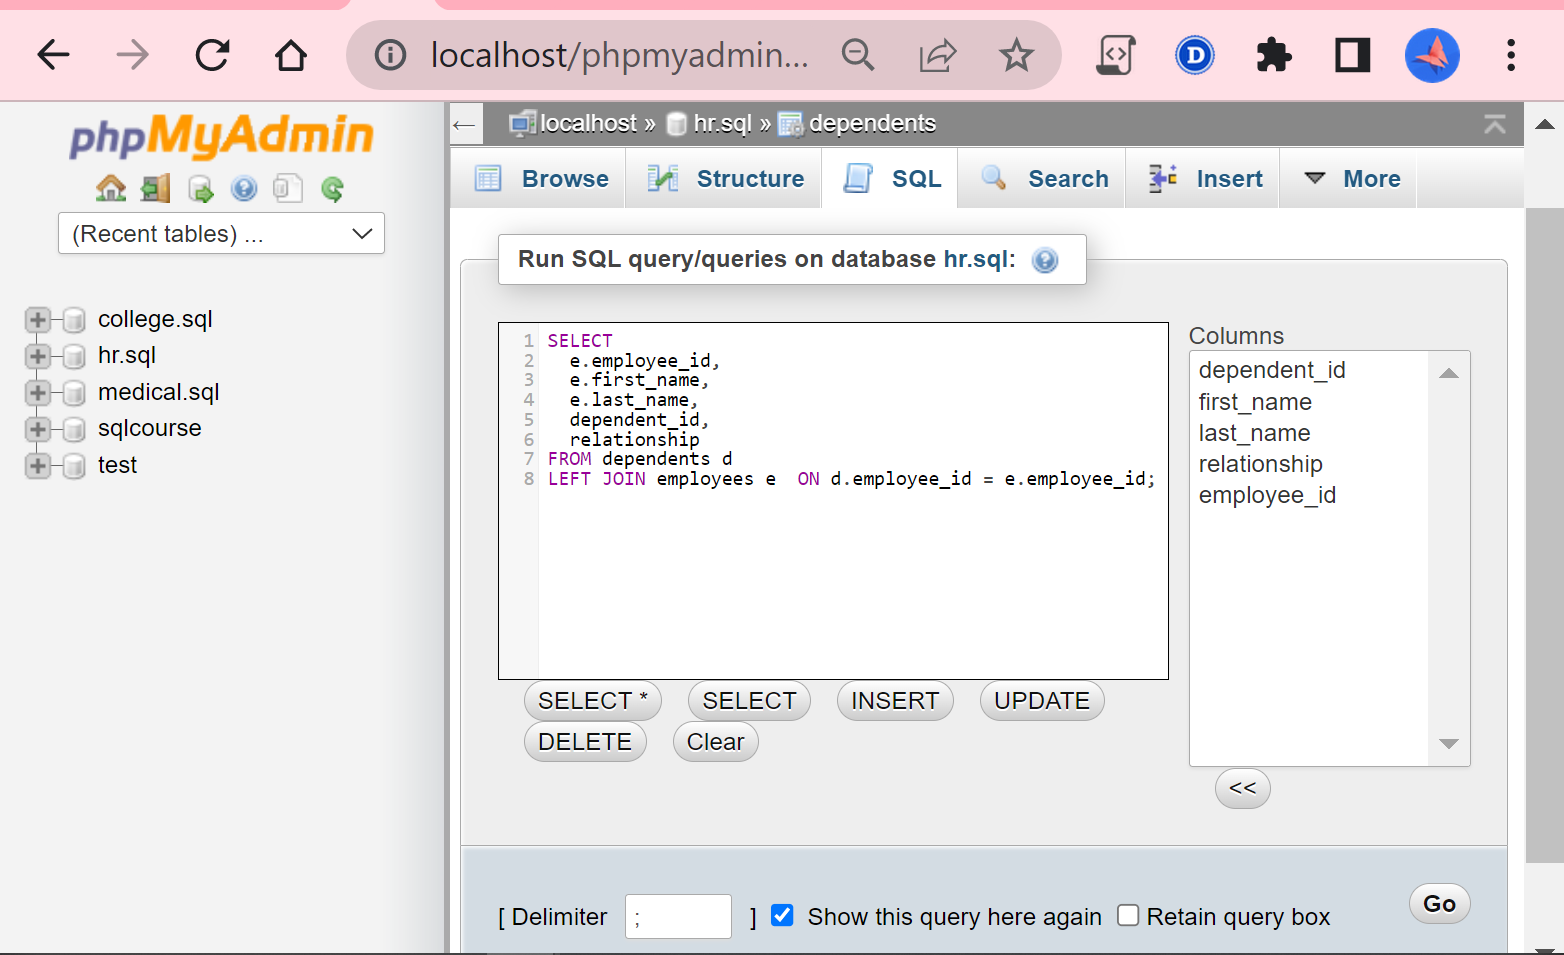 localhost/phpmyadmin...
D
phpMyAdmin
(Recent tables) ...
college.sql
hr.sql
medical.sql
sqlcourse
test
← localhost » hr.sql » dependents
Browse Structure SQL Search Insert More
Run SQL query/queries on database hr.sql:
1 SELECT
2 e.employee_id,
3 e.first_name,
4 e.last_name,
5 dependent_id,
6 relationship
7 FROM dependents d
8 LEFT JOIN employees e  ON d.employee_id = e.employee_id;
Columns
dependent_id
first_name
last_name
relationship
employee_id
SELECT * SELECT INSERT UPDATE
DELETE Clear
<<
[ Delimiter ; ] Show this query here again Retain query box
Go